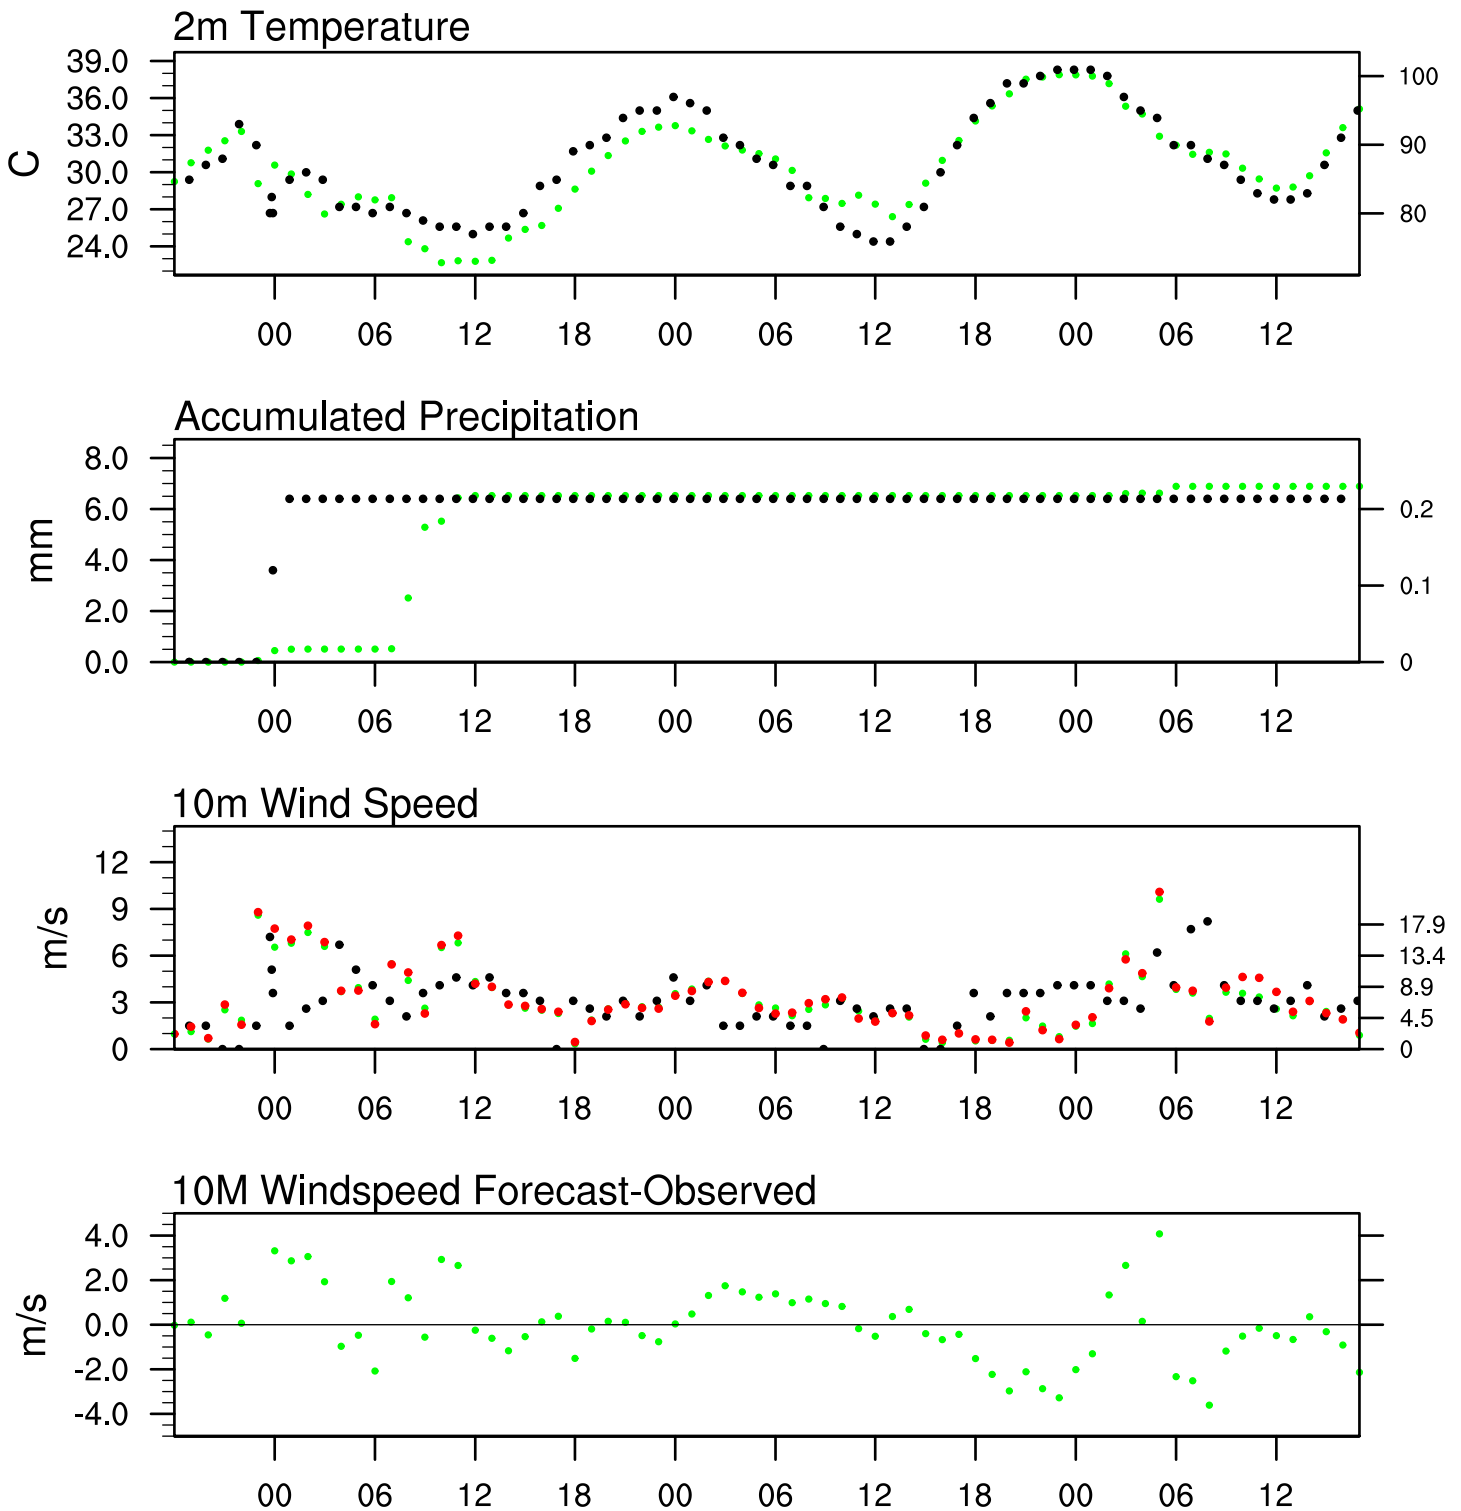 2m Temperature
39.0
36.0
33.0
30.0
27.0
24.0
C
100
90
80
00 06 12 18 00 06 12 18 00 06 12
Accumulated Precipitation
8.0
6.0
4.0
2.0
0.0
mm
0.2
0.1
0
00 06 12 18 00 06 12 18 00 06 12
10m Wind Speed
12
9
6
3
0
m/s
17.9
13.4
8.9
4.5
0
00 06 12 18 00 06 12 18 00 06 12
10M Windspeed Forecast-Observed
4.0
2.0
0.0
-2.0
-4.0
m/s
00 06 12 18 00 06 12 18 00 06 12